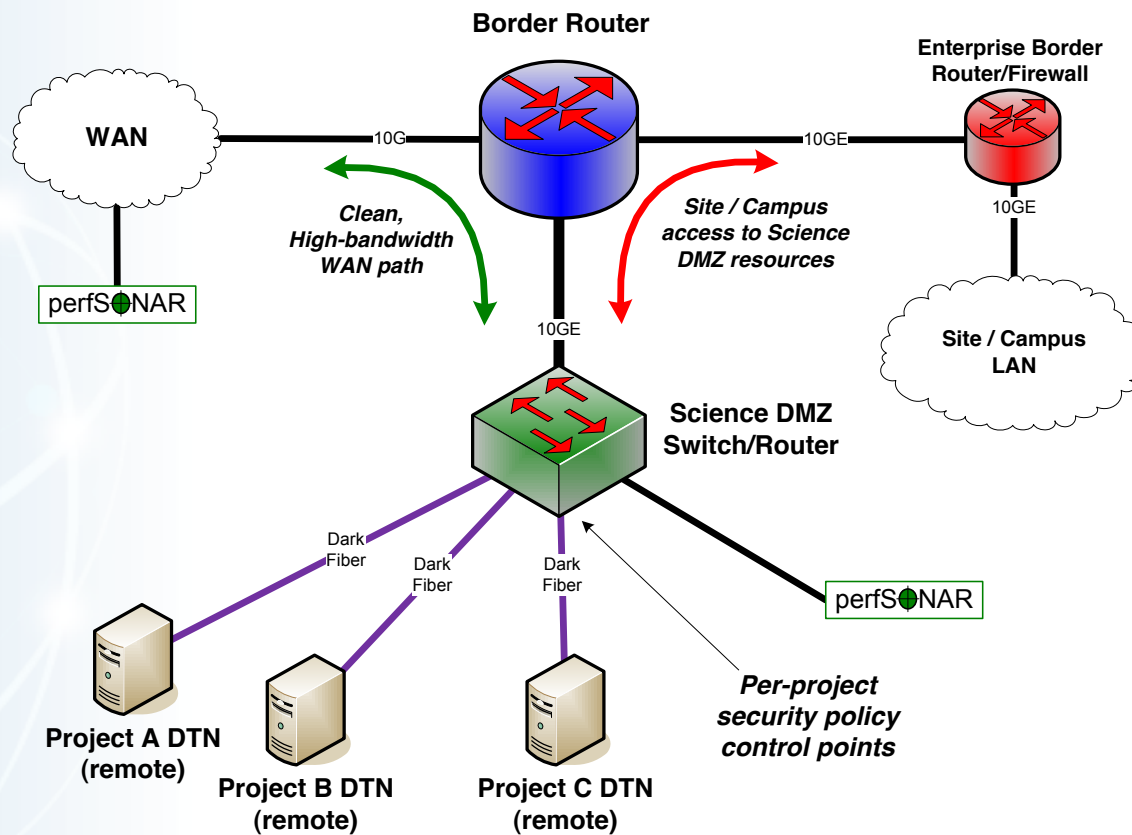 Border Router
Enterprise Border
Router/Firewall
WAN
10G
10GE
10GE
Clean,
High-bandwidth
WAN path
Site / Campus
access to Science
DMZ resources
perfSONAR
10GE
Site / Campus
LAN
Science DMZ
Switch/Router
Dark
Fiber
Dark
Fiber
Dark
Fiber
perfSONAR
Per-project
security policy
control points
Project A DTN
(remote)
Project B DTN
(remote)
Project C DTN
(remote)